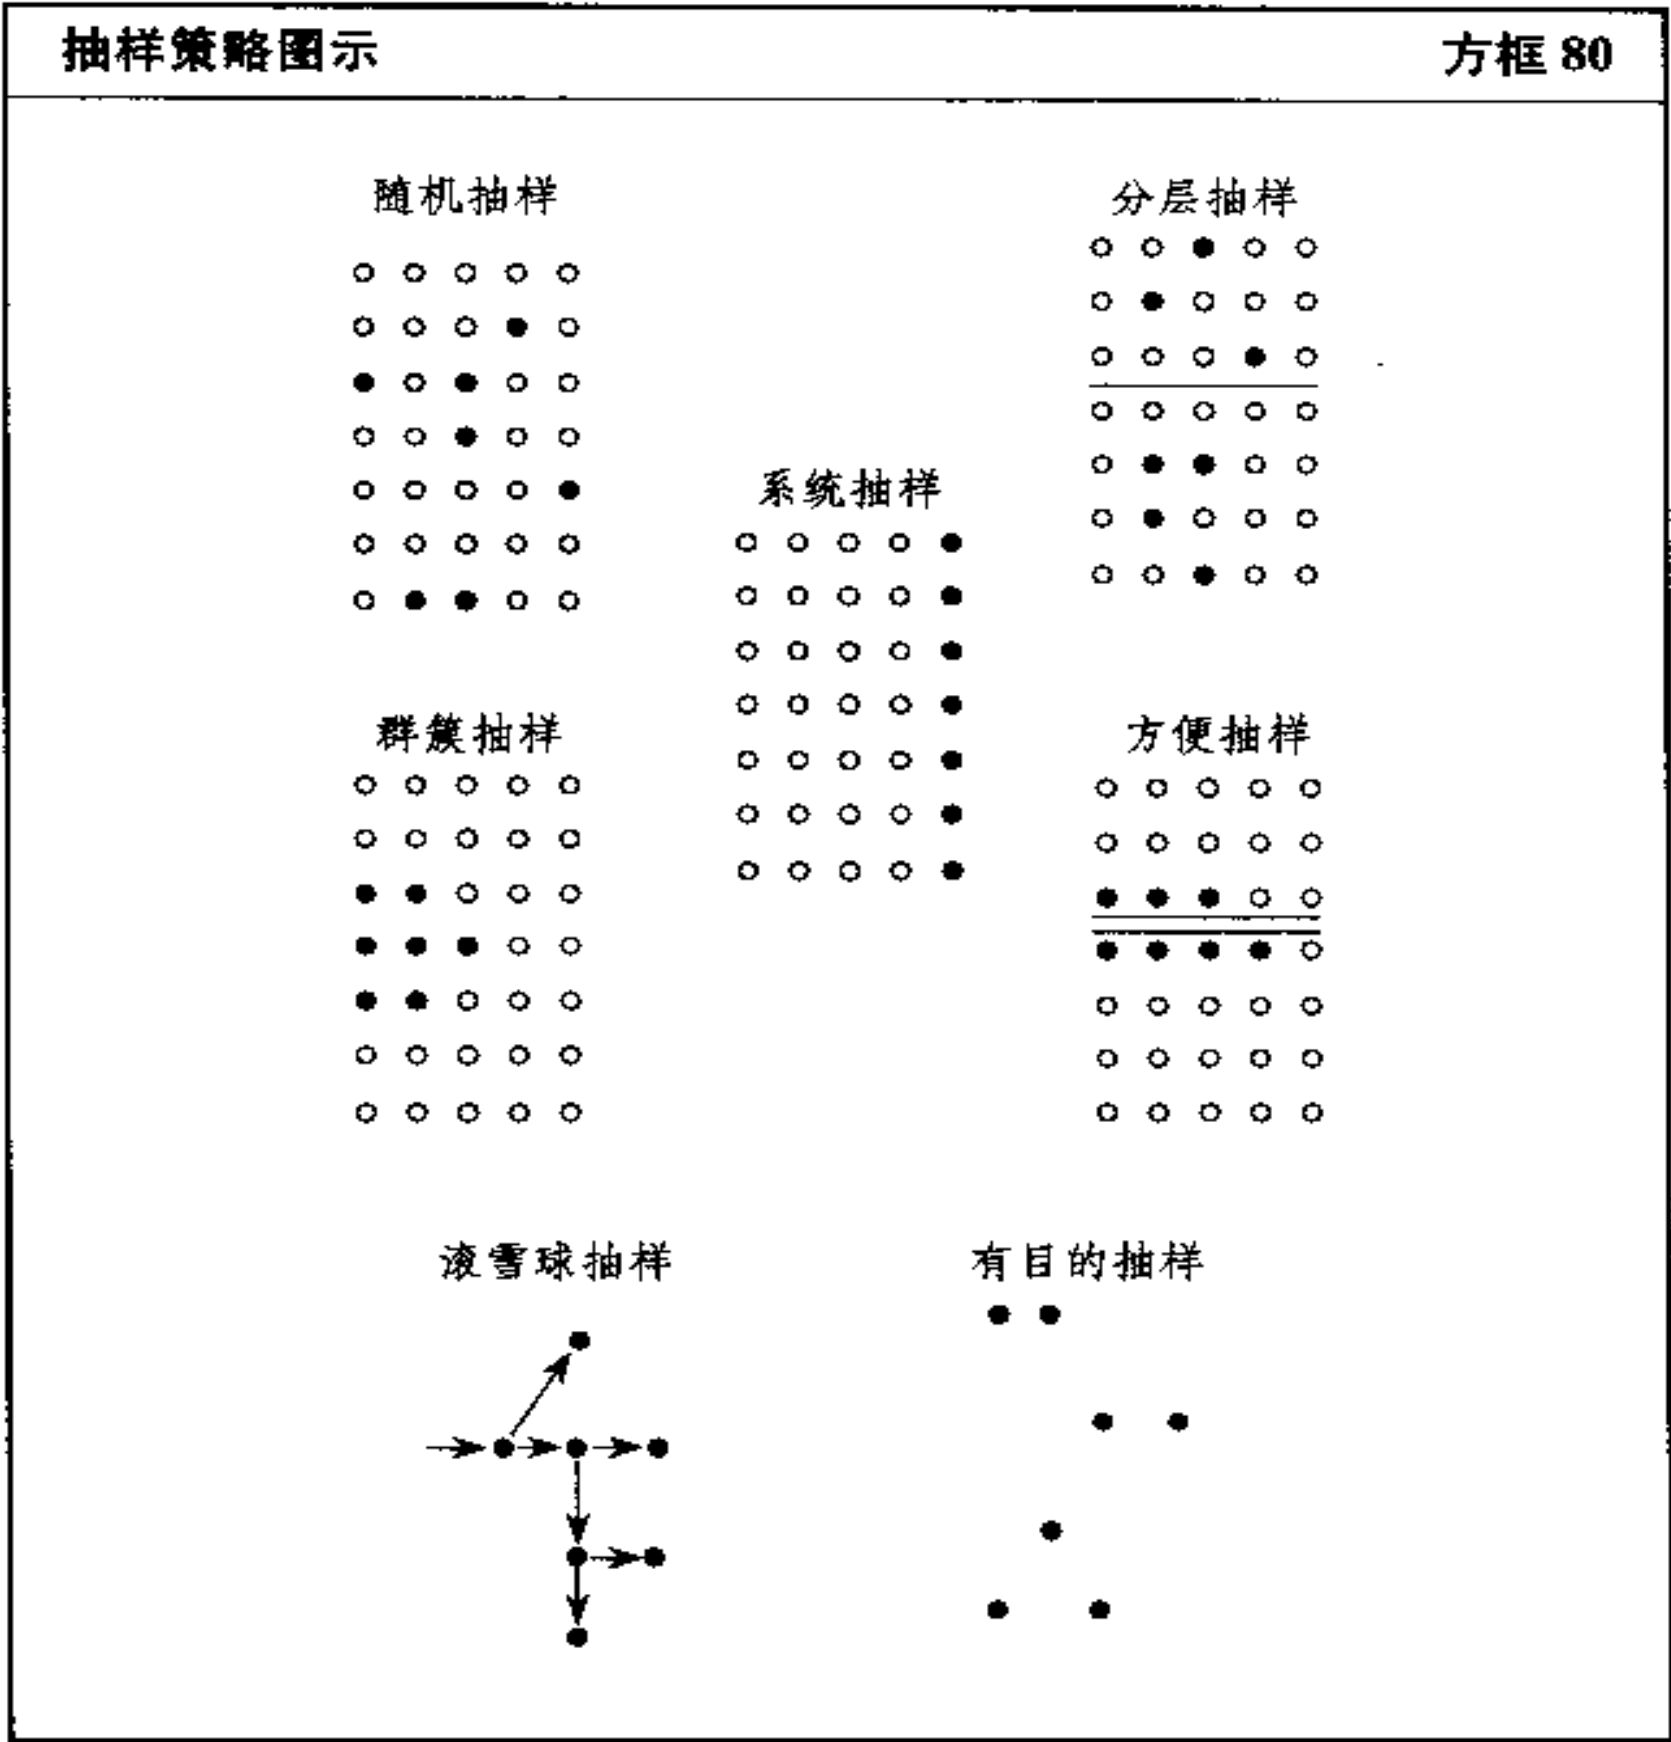 抽样策略图示 方框 80
随机抽样
分层抽样
系统抽样
群簇抽样
方便抽样
滚雪球抽样
有目的抽样